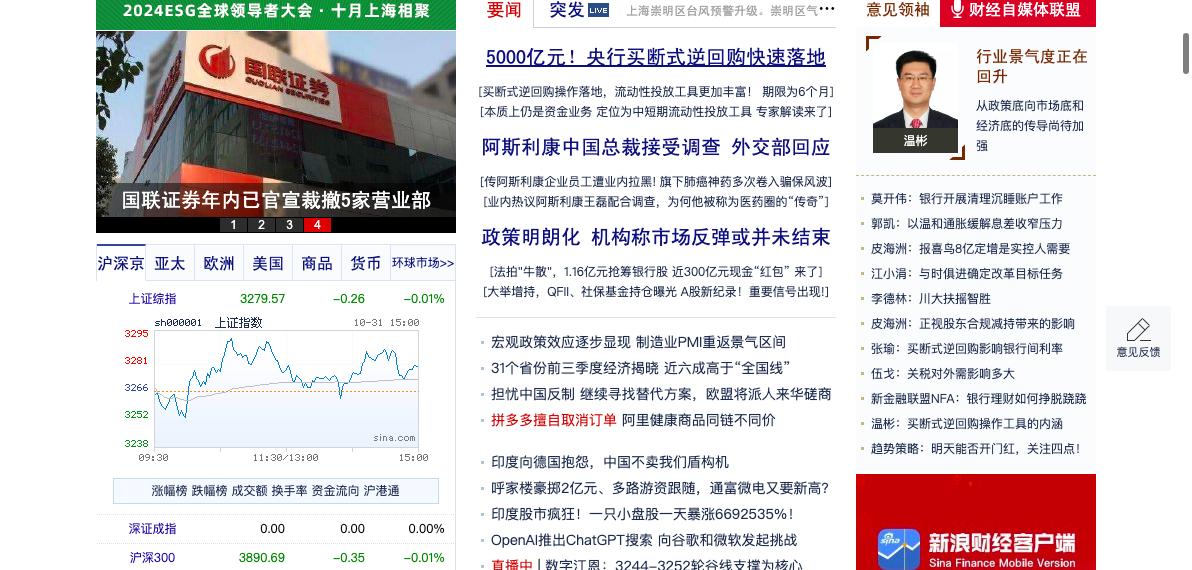 2024ESG全球领导者大会·十月上海相聚
国联证券
GUOLIAN SECURITIES
国联证券年内已官宣裁撤5家营业部
1 2 3 4
沪深京 亚太 欧洲 美国 商品 货币 环球市场>>
上证综指 3279.57 -0.26 -0.01%
sh000001 上证指数 10-31 15:00
3295
3281
3266
3252
3238
sina.com
09:30 11:30/13:00 15:00
涨幅榜 跌幅榜 成交额 换手率 资金流向 沪港通
深证成指 0.00 0.00 0.00%
沪深300 3890.69 -0.35 -0.01%
要闻 突发 LIVE 上海崇明区台风预警升级。崇明区气…
5000亿元！央行买断式逆回购快速落地
[买断式逆回购操作落地，流动性投放工具更加丰富！ 期限为6个月]
[本质上仍是资金业务 定位为中短期流动性投放工具 专家解读来了]
阿斯利康中国总裁接受调查 外交部回应
[传阿斯利康企业员工遭业内拉黑! 旗下肺癌神药多次卷入骗保风波]
[业内热议阿斯利康王磊配合调查，为何他被称为医药圈的“传奇”]
政策明朗化 机构称市场反弹或并未结束
[法拍"牛散"，1.16亿元抢筹银行股 近300亿元现金“红包” 来了]
[大举增持，QFII、社保基金持仓曝光 A股新纪录！重要信号出现!]
宏观政策效应逐步显现 制造业PMI重返景气区间
31个省份前三季度经济揭晓 近六成高于“全国线”
担忧中国反制 继续寻找替代方案，欧盟将派人来华磋商
拼多多擅自取消订单 阿里健康商品同链不同价
印度向德国抱怨，中国不卖我们盾构机
呼家楼豪掷2亿元、多路游资跟随，通富微电又要新高？
印度股市疯狂！一只小盘股一天暴涨6692535%！
OpenAI推出ChatGPT搜索 向谷歌和微软发起挑战
直播中 | 数字江恩：3244-3252轮谷线支撑为核心
意见领袖 财经自媒体联盟
行业景气度正在回升
从政策底向市场底和
经济底的传导尚待加
强
温彬
莫开伟：银行开展清理沉睡账户工作
郭凯：以温和通胀缓解息差收窄压力
皮海洲：报喜鸟8亿定增是实控人需要
江小涓：与时俱进确定改革目标任务
李德林：川大扶摇智胜
皮海洲：正视股东合规减持带来的影响
张瑜：买断式逆回购影响银行间利率
伍戈：关税对外需影响多大
新金融联盟NFA：银行理财如何挣脱跷跷
温彬：买断式逆回购操作工具的内涵
趋势策略：明天能否开门红，关注四点！
sina
新浪财经客户端
Sina Finance Mobile Version
意见反馈